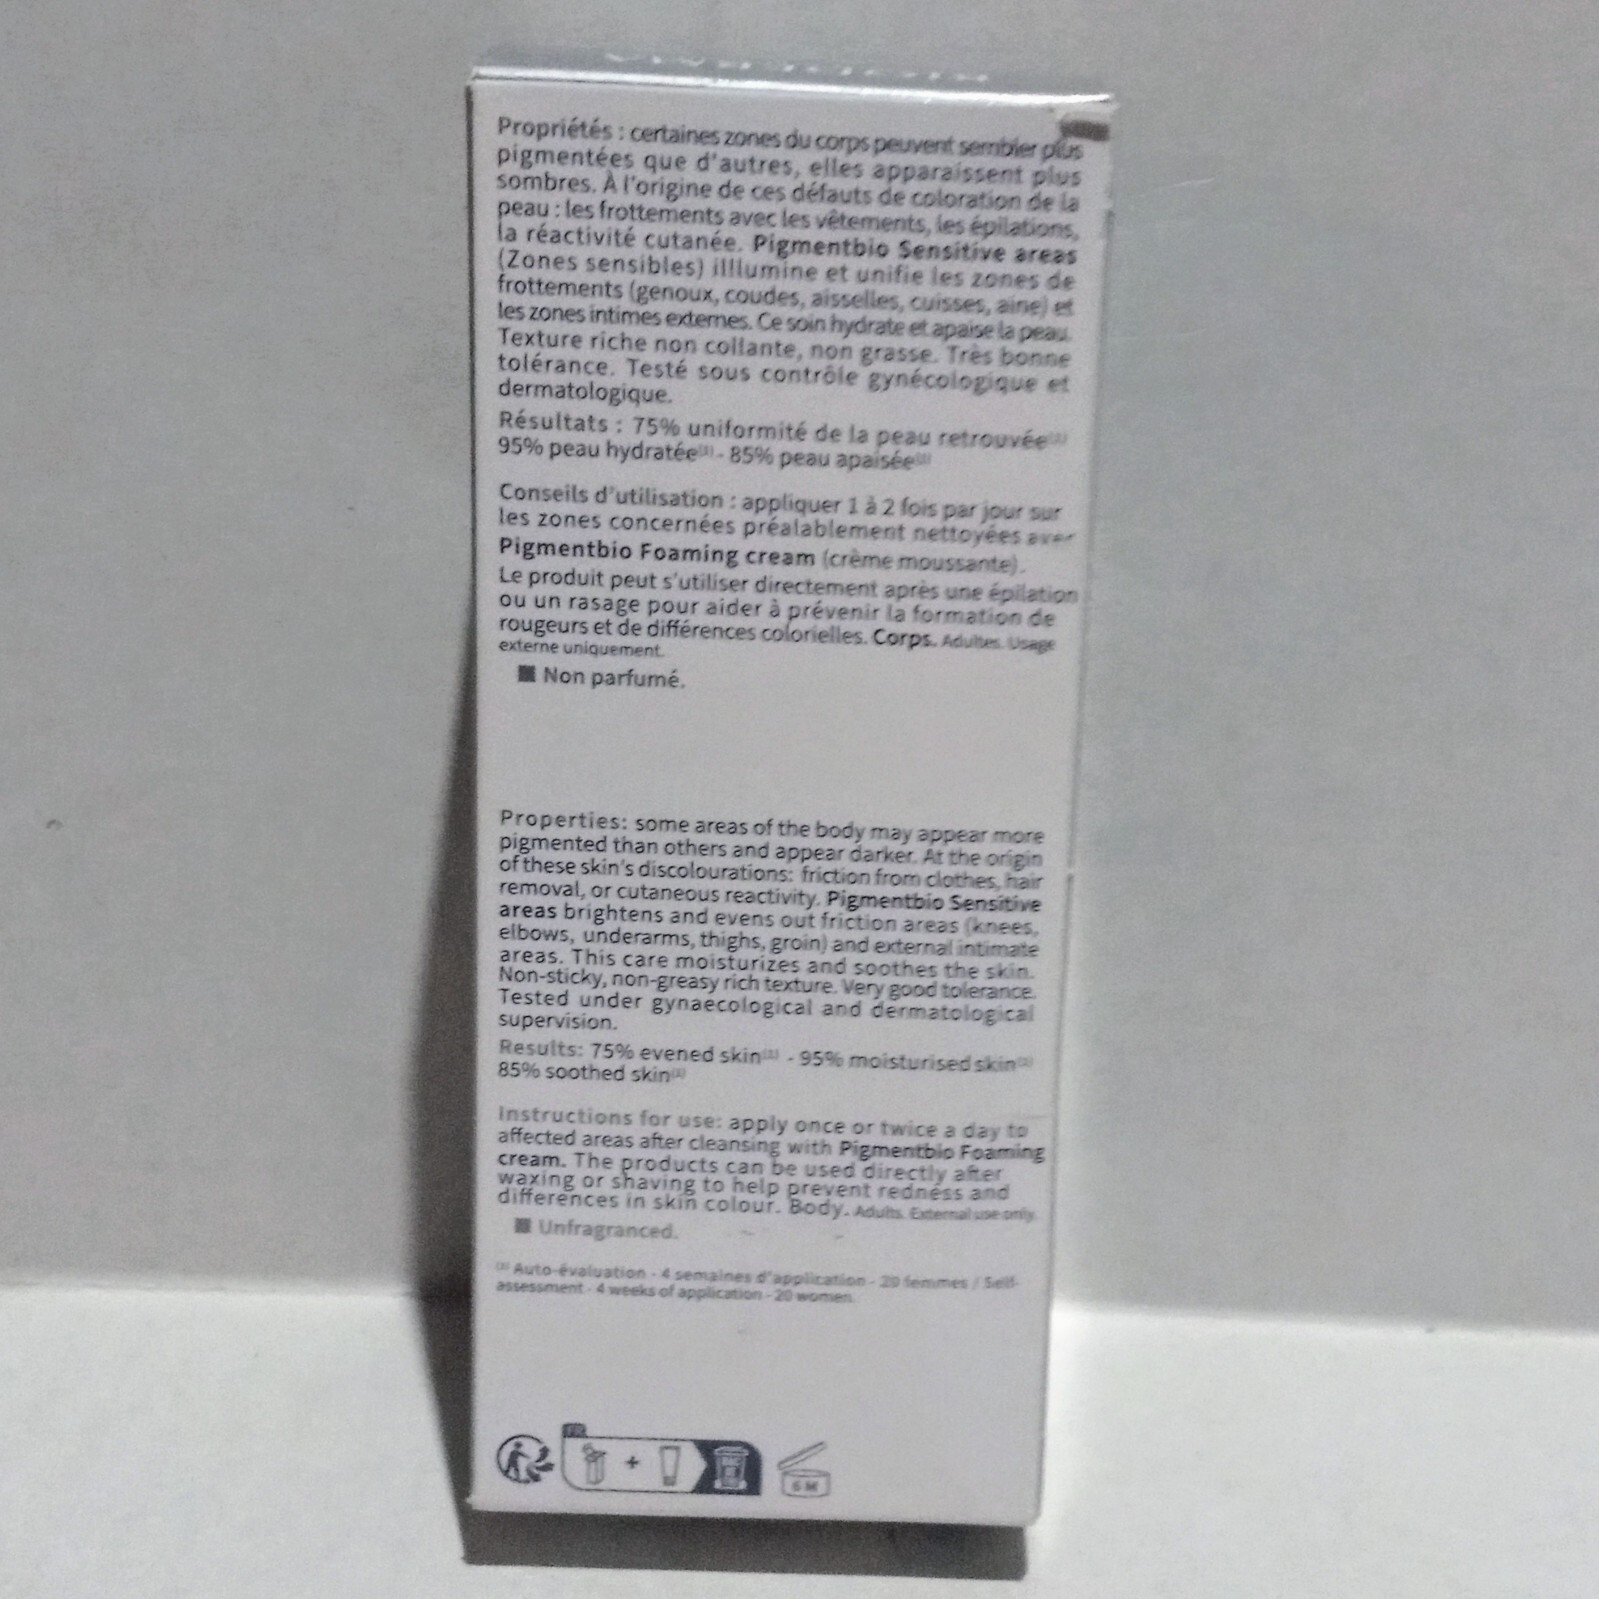 Propriétés : certaines zones du corps peuvent sembler plus
pigmentées que d'autres, elles apparaissent plus
sombres. À l'origine de ces défauts de coloration de la
peau : les frottements avec les vêtements, les épilations,
la réactivité cutanée. Pigmentbio Sensitive areas
(Zones sensibles) illlumine et unifie les zones de
frottements (genoux, coudes, aisselles, cuisses, aine) et
les zones intimes externes. Ce soin hydrate et apaise la peau.
Texture riche non collante, non grasse. Très bonne
tolérance. Testé sous contrôle gynécologique et
dermatologique.
Résultats : 75% uniformité de la peau retrouvée(1)
95% peau hydratée(1) - 85% peau apaisée(1)
Conseils d'utilisation : appliquer 1 à 2 fois par jour sur
les zones concernées préalablement nettoyées avec
Pigmentbio Foaming cream (crème moussante).
Le produit peut s'utiliser directement après une épilation
ou un rasage pour aider à prévenir la formation de
rougeurs et de différences colorielles. Corps. Adultes. Usage
externe uniquement.
Non parfumé.
Properties: some areas of the body may appear more
pigmented than others and appear darker. At the origin
of these skin's discolourations: friction from clothes, hair
removal, or cutaneous reactivity. Pigmentbio Sensitive
areas brightens and evens out friction areas (knees,
elbows, underarms, thighs, groin) and external intimate
areas. This care moisturizes and soothes the skin.
Non-sticky, non-greasy rich texture. Very good tolerance.
Tested under gynaecological and dermatological
supervision.
Results: 75% evened skin(1) - 95% moisturised skin(1)
85% soothed skin(1)
Instructions for use: apply once or twice a day to
affected areas after cleansing with Pigmentbio Foaming
cream. The products can be used directly after
waxing or shaving to help prevent redness and
differences in skin colour. Body. Adults. External use only.
Unfragranced.
(1) Auto-évaluation - 4 semaines d'application - 20 femmes / Self-
assessment - 4 weeks of application - 20 women.
FR
+
6 M